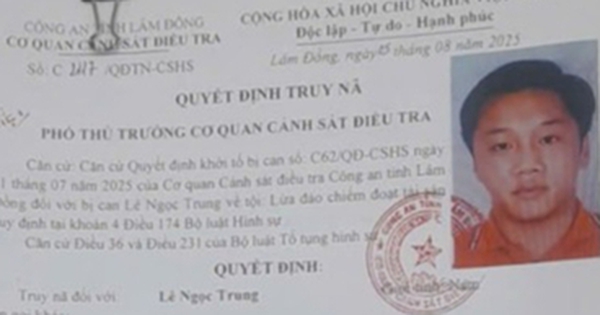 CÔNG AN TỈNH LÂM ĐỒNG
CƠ QUAN CẢNH SÁT ĐIỀU TRA
Số: C /QĐTN-CSHS
CỘNG HÒA XÃ HỘI CHỦ NGHĨA
Độc lập - Tự do - Hạnh phúc
Lâm Đồng, ngày 25 tháng 08 năm 2025
QUYẾT ĐỊNH TRUY NÃ
PHÓ THỦ TRƯỞNG CƠ QUAN CẢNH SÁT ĐIỀU TRA
Căn cứ: Căn cứ Quyết định khởi tố bị can số: C62/QĐ-CSHS ngày
1 tháng 07 năm 2025 của Cơ quan Cảnh sát điều tra Công an tỉnh Lâm
Đồng đối với bị can Lê Ngọc Trung về tội: Lừa đảo chiếm đoạt tài sản
quy định tại khoản 4 Điều 174 Bộ luật Hình sự
Căn cứ Điều 36 và Điều 231 của Bộ luật Tố tụng hình sự
QUYẾT ĐỊNH:
Truy nã đối với Lê Ngọc Trung